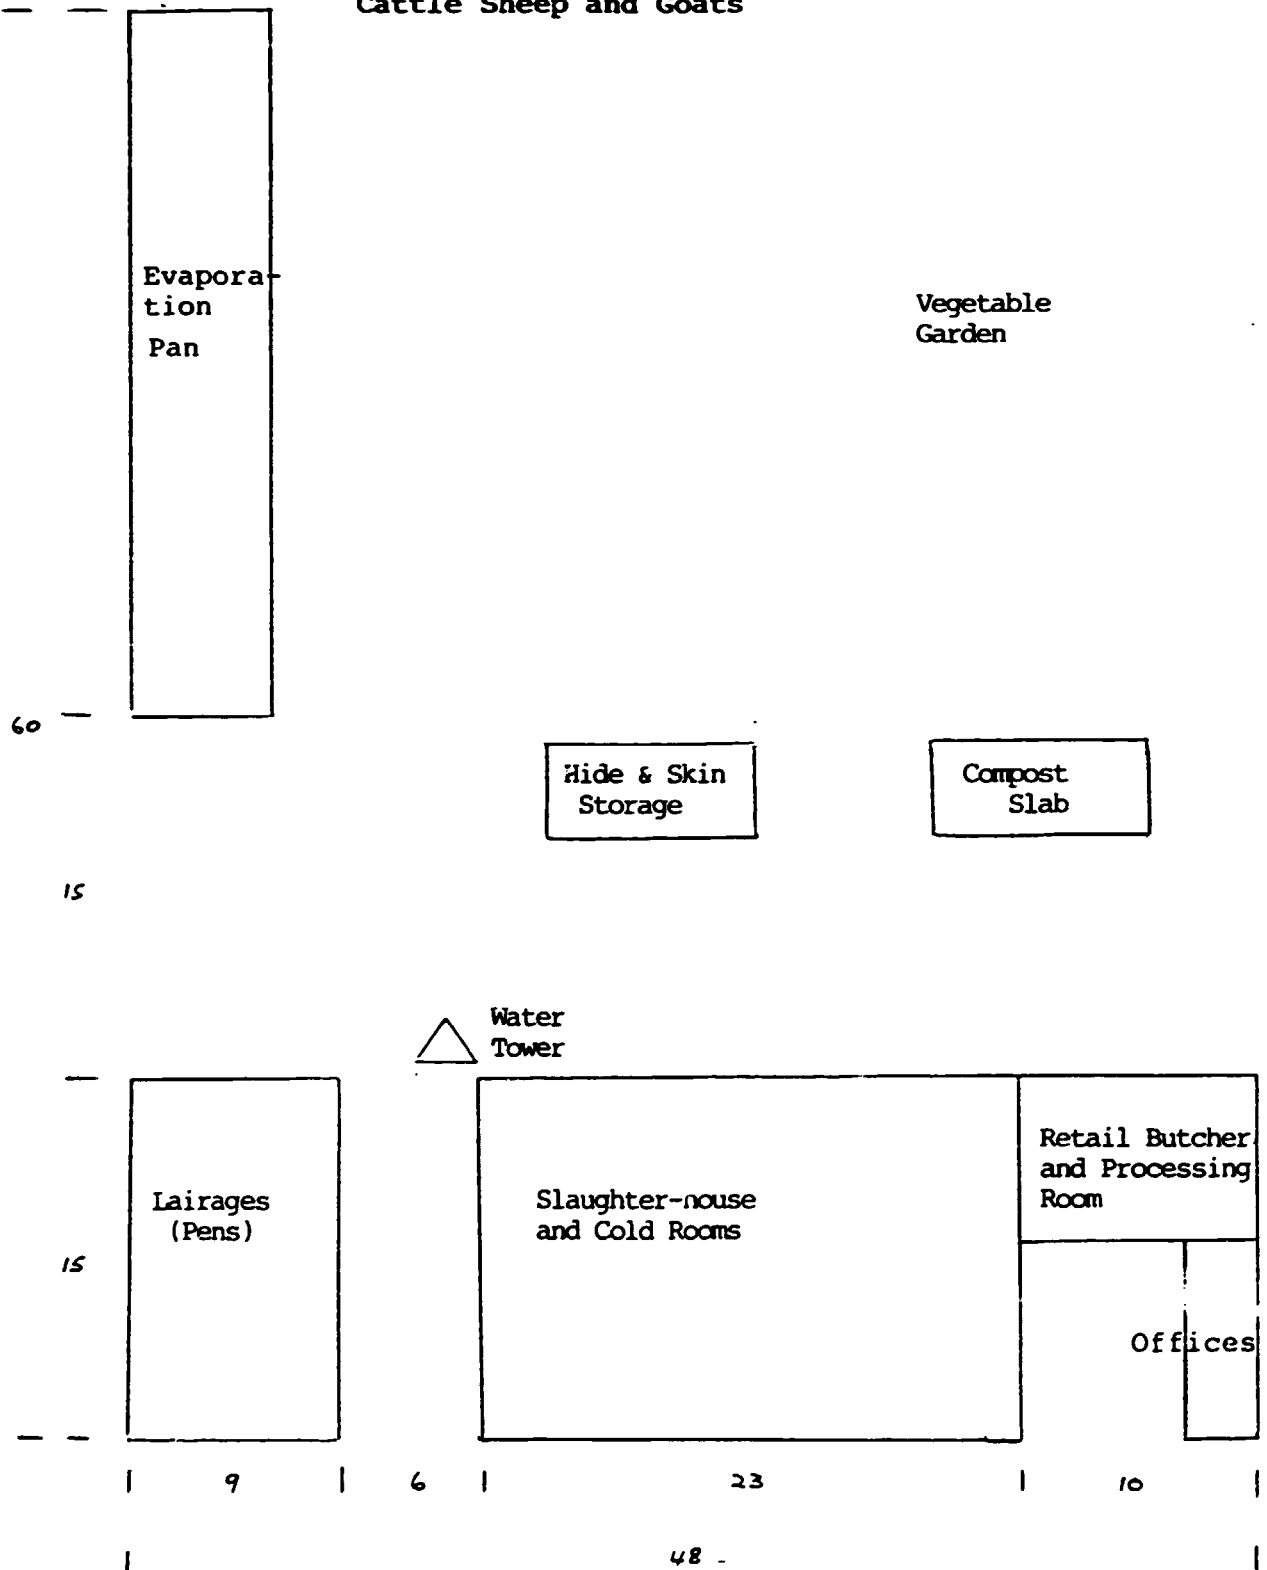 Cattle Sheep and Goats
Evapora-
tion
Pan
Vegetable
Garden
60
Hide & Skin
Storage
Compost
Slab
15
Water
Tower
Lairages
(Pens)
Slaughter-house
and Cold Rooms
Retail Butcher
and Processing
Room
15
Offices
9
6
23
10
48